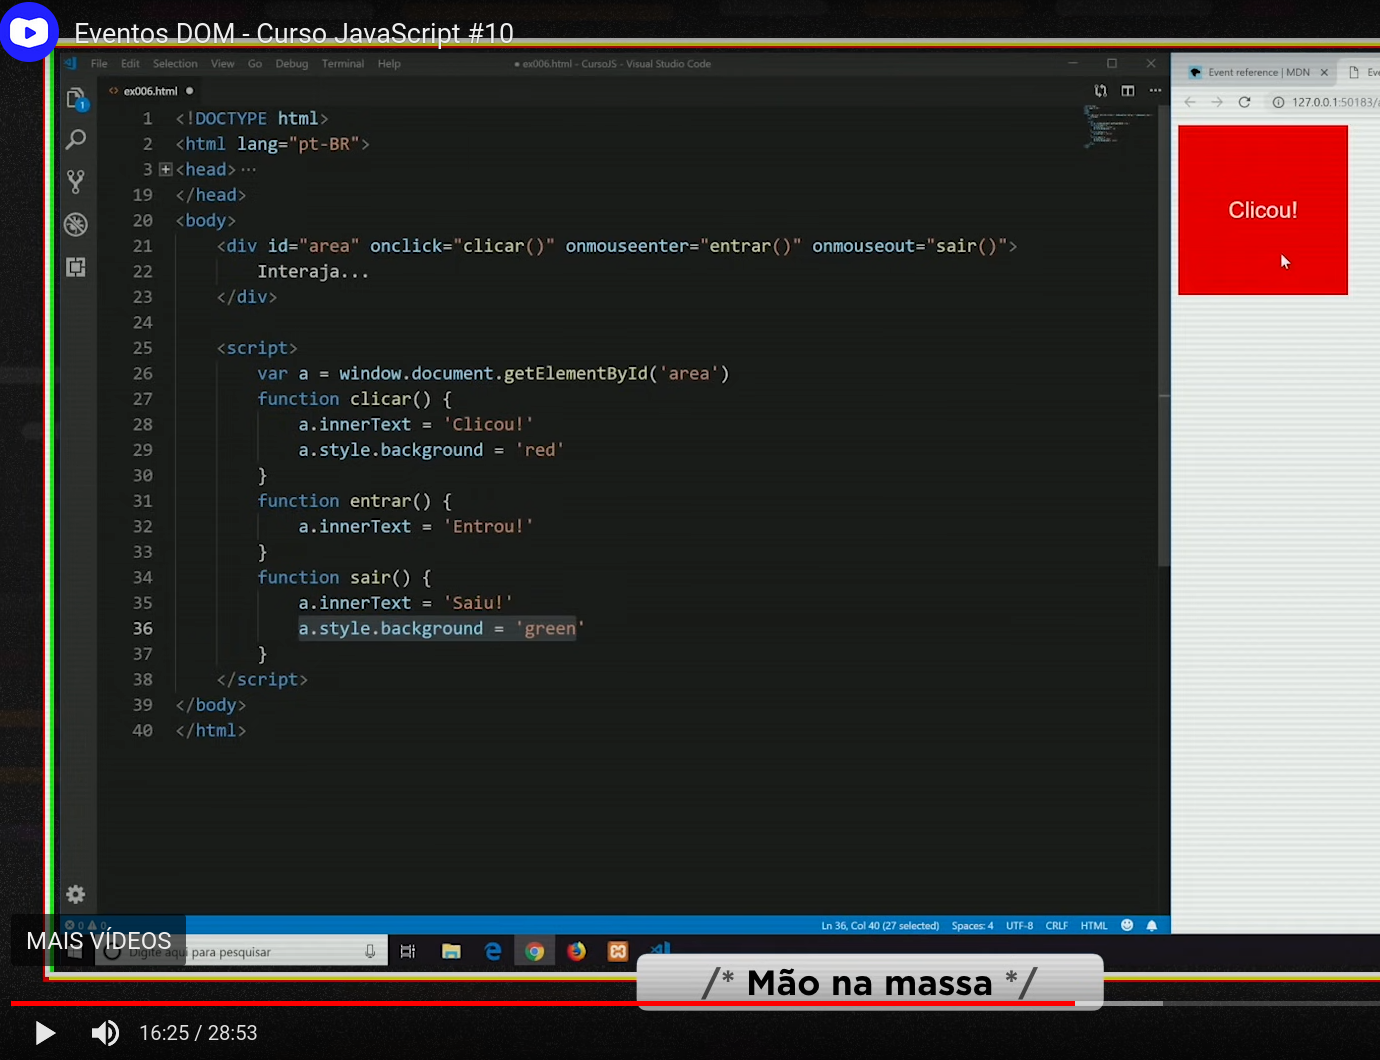 Eventos DOM - Curso JavaScript #10
File Edit Selection View Go Debug Terminal Help
● ex006.html - CursoJS - Visual Studio Code
Event reference | MDN
ex006.html
127.0.0.1:50183/
1 <!DOCTYPE html>
2 <html lang="pt-BR">
3 <head>...
19 </head>
20 <body>
21 <div id="area" onclick="clicar()" onmouseenter="entrar()" onmouseout="sair()">
22 Interaja...
23 </div>
24
25 <script>
26 var a = window.document.getElementById('area')
27 function clicar() {
28 a.innerText = 'Clicou!'
29 a.style.background = 'red'
30 }
31 function entrar() {
32 a.innerText = 'Entrou!'
33 }
34 function sair() {
35 a.innerText = 'Saiu!'
36 a.style.background = 'green'
37 }
38 </script>
39 </body>
40 </html>
Clicou!
1
0 0
Ln 36, Col 40 (27 selected) Spaces: 4 UTF-8 CRLF HTML
MAIS VÍDEOS
Digite aqui para pesquisar
/* Mão na massa */
16:25 / 28:53